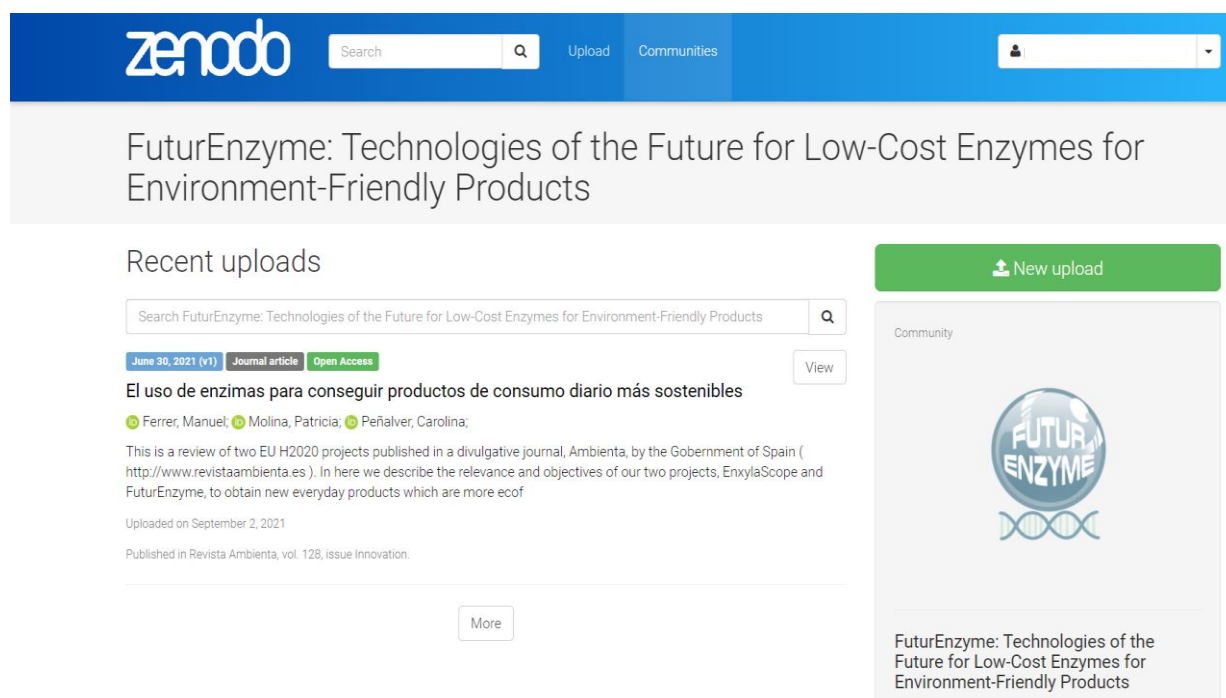 zenodo
Search
Upload
Communities
FuturEnzyme: Technologies of the Future for Low-Cost Enzymes for
Environment-Friendly Products
Recent uploads
New upload
Search FuturEnzyme: Technologies of the Future for Low-Cost Enzymes for Environment-Friendly Products
Community
June 30, 2021 (v1) Journal article Open Access
View
El uso de enzimas para conseguir productos de consumo diario más sostenibles
iD Ferrer, Manuel; iD Molina, Patricia; iD Peñalver, Carolina;
This is a review of two EU H2020 projects published in a divulgative journal, Ambienta, by the Gobernment of Spain (
http://www.revistaambienta.es ). In here we describe the relevance and objectives of our two projects, EnxylaScope and
FuturEnzyme, to obtain new everyday products which are more ecof
Uploaded on September 2, 2021
Published in Revista Ambienta, vol. 128, issue Innovation.
More
FUTUR
ENZYME
FuturEnzyme: Technologies of the
Future for Low-Cost Enzymes for
Environment-Friendly Products